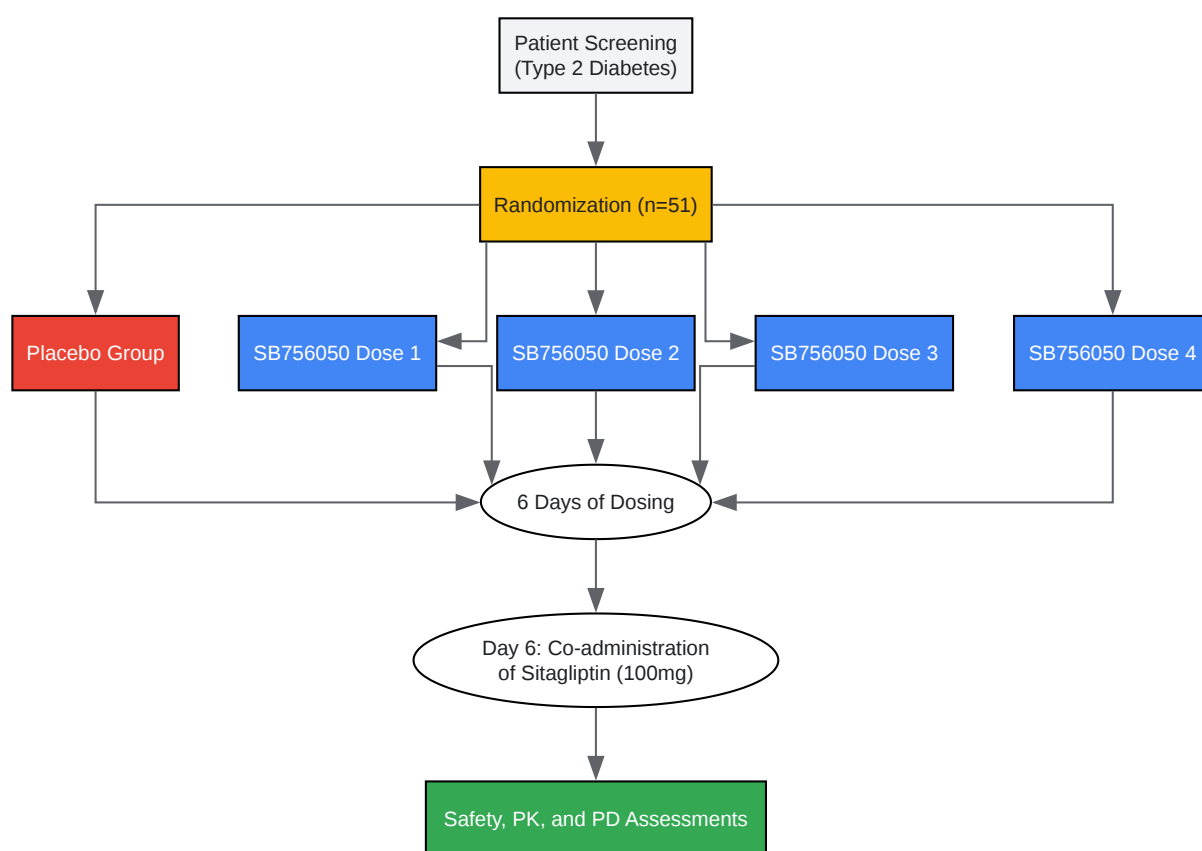 Patient Screening
(Type 2 Diabetes)
Randomization (n=51)
Placebo Group
SB756050 Dose 1
SB756050 Dose 2
SB756050 Dose 3
SB756050 Dose 4
6 Days of Dosing
Day 6: Co-administration
of Sitagliptin (100mg)
Safety, PK, and PD Assessments